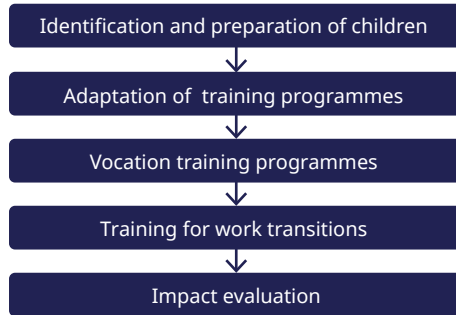 Identification and preparation of children
Adaptation of training programmes
Vocation training programmes
Training for work transitions
Impact evaluation